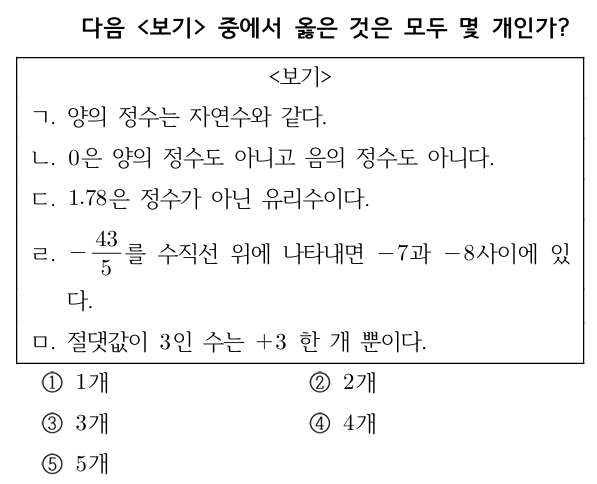 다음 <보기> 중에서 옳은 것은 모두 몇 개인가?
<보기>
ㄱ. 양의 정수는 자연수와 같다.
ㄴ. 0은 양의 정수도 아니고 음의 정수도 아니다.
ㄷ. 1.78은 정수가 아닌 유리수이다.
ㄹ. −43/5를 수직선 위에 나타내면 −7과 −8사이에 있
다.
ㅁ. 절댓값이 3인 수는 +3 한 개 뿐이다.
① 1개 ② 2개
③ 3개 ④ 4개
⑤ 5개